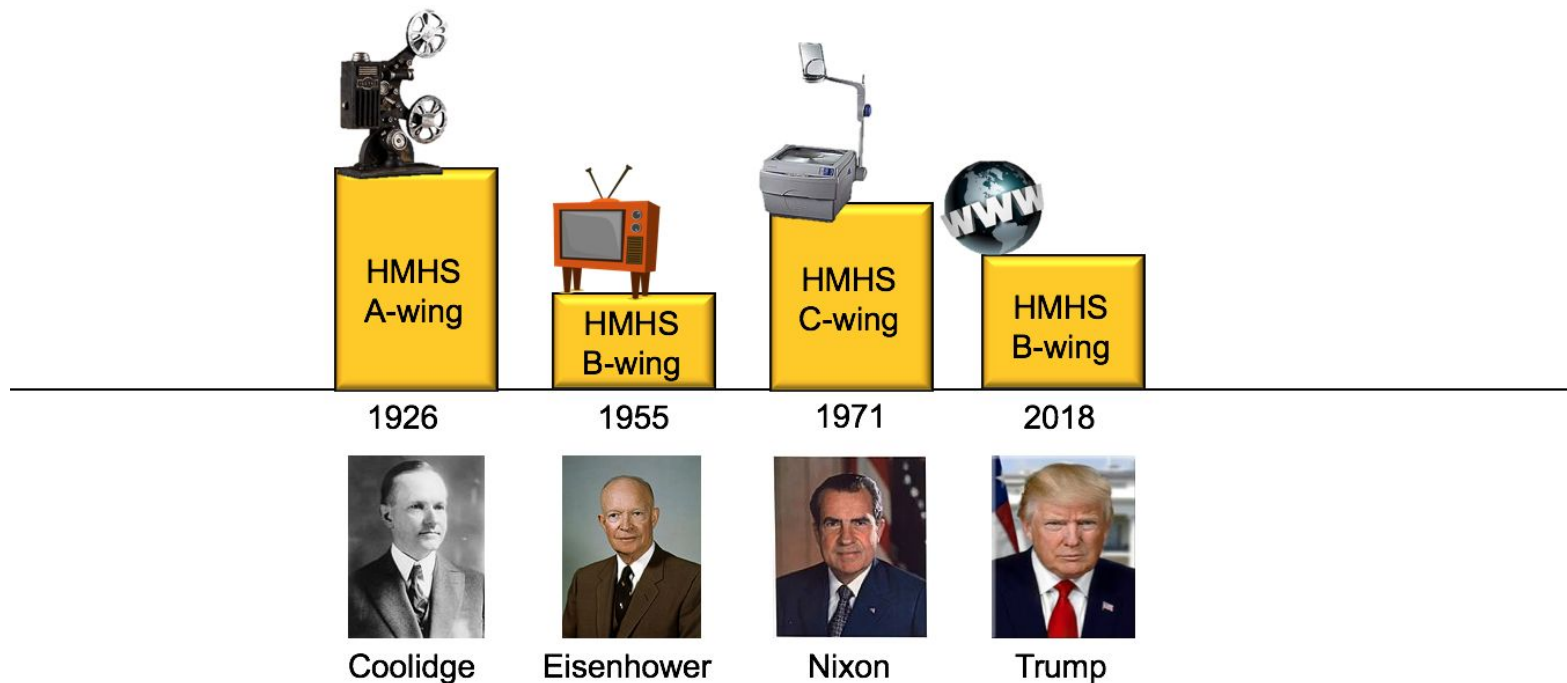 WWW
HMHS
A-wing
HMHS
B-wing
HMHS
C-wing
HMHS
B-wing
1926
1955
1971
2018
Coolidge
Eisenhower
Nixon
Trump